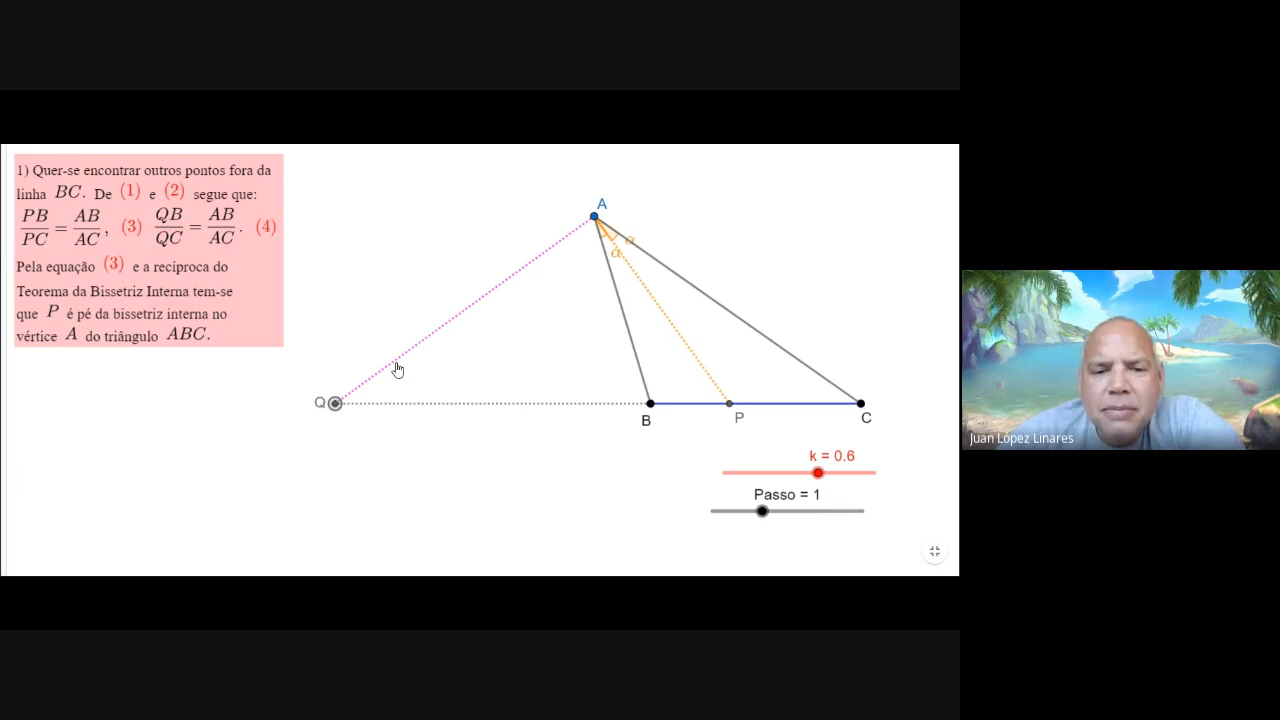 1) Quer-se encontrar outros pontos fora da
linha BC. De (1) e (2) segue que:
PB/PC = AB/AC, (3) QB/QC = AB/AC. (4)
Pela equação (3) e a recíproca do
Teorema da Bissetriz Interna tem-se
que P é pé da bissetriz interna no
vértice A do triângulo ABC.
A
α
α
Q
B
P
C
k = 0.6
Passo = 1
Juan López Linares